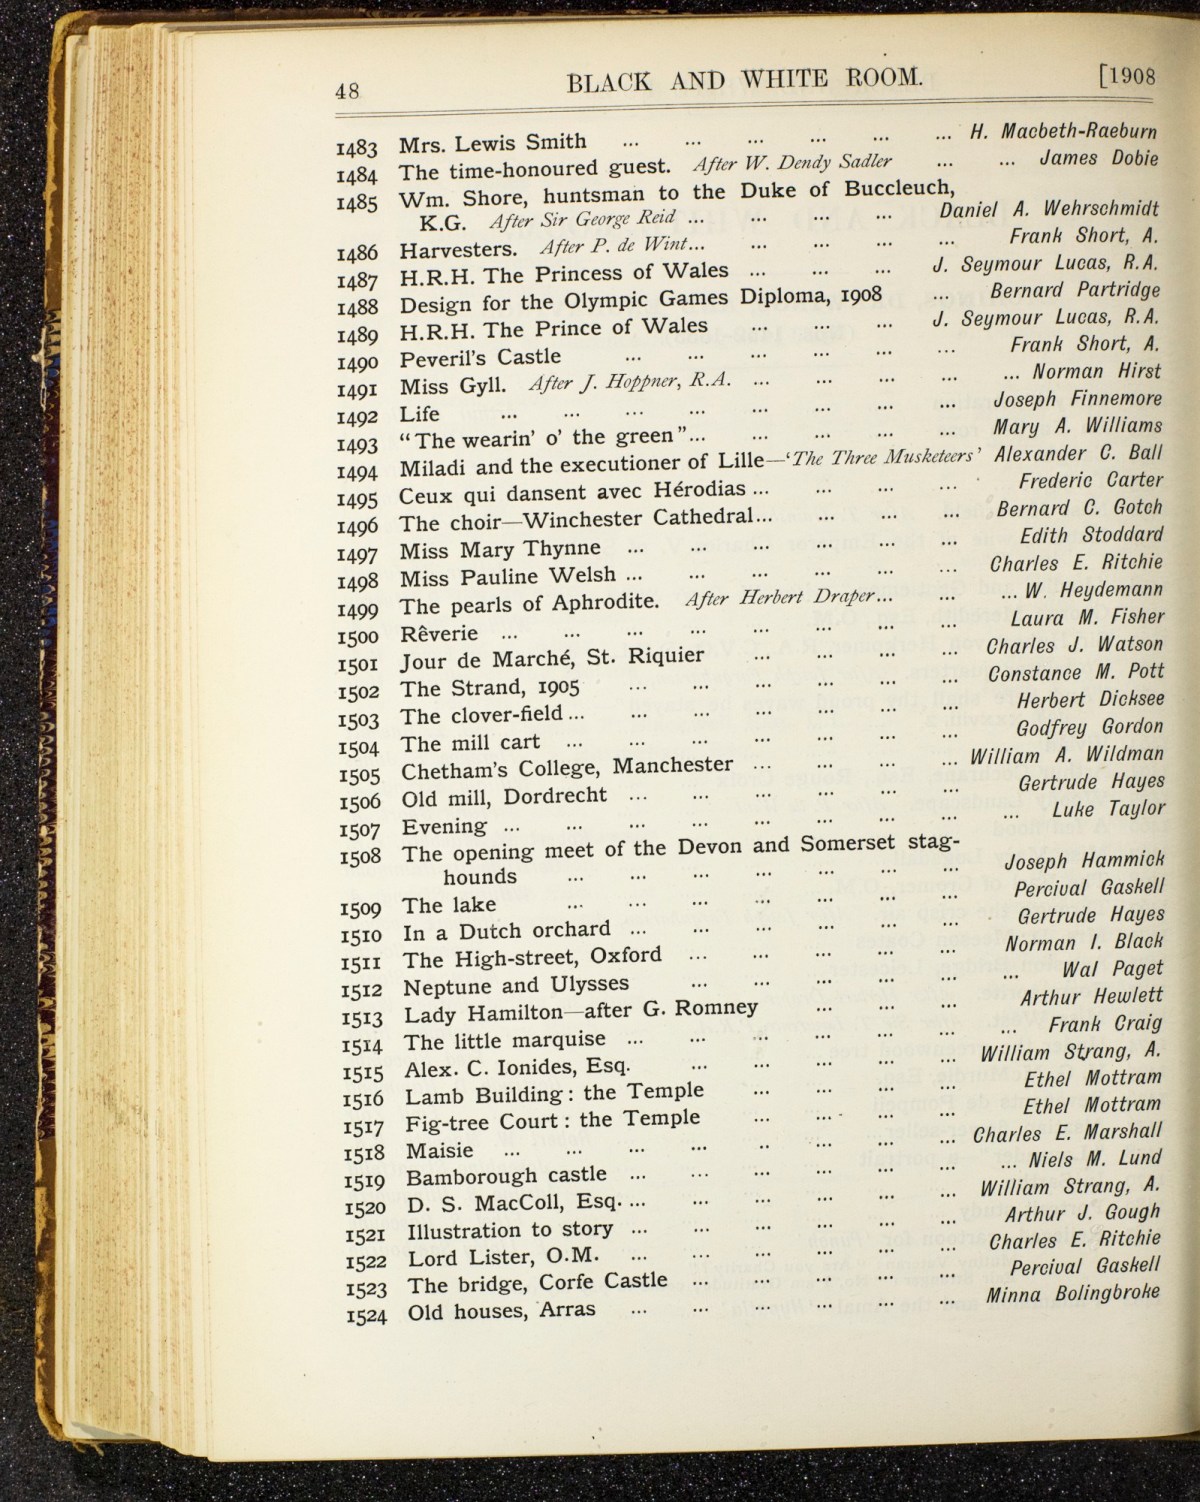 48 BLACK AND WHITE ROOM. [1908
1483 Mrs. Lewis Smith ... ... ... ... ... ... H. Macbeth-Raeburn
1484 The time-honoured guest. After W. Dendy Sadler ... ... James Dobie
1485 Wm. Shore, huntsman to the Duke of Buccleuch,
K.G. After Sir George Reid ... ... ... ... Daniel A. Wehrschmidt
1486 Harvesters. After P. de Wint... ... ... ... ... Frank Short, A.
1487 H.R.H. The Princess of Wales ... ... ... J. Seymour Lucas, R.A.
1488 Design for the Olympic Games Diploma, 1908 ... Bernard Partridge
1489 H.R.H. The Prince of Wales ... ... ... J. Seymour Lucas, R.A.
1490 Peveril's Castle ... ... ... ... ... ... Frank Short, A.
1491 Miss Gyll. After J. Hoppner, R.A. ... ... ... ... ... Norman Hirst
1492 Life ... ... ... ... ... ... ... ... Joseph Finnemore
1493 "The wearin' o' the green"... ... ... ... ... Mary A. Williams
1494 Miladi and the executioner of Lille—'The Three Musketeers' Alexander C. Ball
1495 Ceux qui dansent avec Hérodias ... ... ... ... Frederic Carter
1496 The choir—Winchester Cathedral... ... ... ... Bernard C. Gotch
1497 Miss Mary Thynne ... ... ... ... ... ... Edith Stoddard
1498 Miss Pauline Welsh ... ... ... ... ... ... Charles E. Ritchie
1499 The pearls of Aphrodite. After Herbert Draper... ... ... W. Heydemann
1500 Rêverie ... ... ... ... ... ... ... ... Laura M. Fisher
1501 Jour de Marché, St. Riquier ... ... ... ... Charles J. Watson
1502 The Strand, 1905 ... ... ... ... ... ... Constance M. Pott
1503 The clover-field ... ... ... ... ... ... ... Herbert Dicksee
1504 The mill cart ... ... ... ... ... ... ... Godfrey Gordon
1505 Chetham's College, Manchester ... ... ... ... William A. Wildman
1506 Old mill, Dordrecht ... ... ... ... ... ... Gertrude Hayes
1507 Evening ... ... ... ... ... ... ... ... ... Luke Taylor
1508 The opening meet of the Devon and Somerset stag-
hounds ... ... ... ... ... ... ... Joseph Hammick
1509 The lake ... ... ... ... ... ... ... Percival Gaskell
1510 In a Dutch orchard ... ... ... ... ... ... Gertrude Hayes
1511 The High-street, Oxford ... ... ... ... ... Norman I. Black
1512 Neptune and Ulysses ... ... ... ... ... ... Wal Paget
1513 Lady Hamilton—after G. Romney ... ... ... Arthur Hewlett
1514 The little marquise ... ... ... ... ... ... ... Frank Craig
1515 Alex. C. Ionides, Esq. ... ... ... ... ... William Strang, A.
1516 Lamb Building: the Temple ... ... ... ... Ethel Mottram
1517 Fig-tree Court: the Temple ... ... ... ... Ethel Mottram
1518 Maisie ... ... ... ... ... ... ... ... Charles E. Marshall
1519 Bamborough castle ... ... ... ... ... ... ... Niels M. Lund
1520 D. S. MacColl, Esq. ... ... ... ... ... ... William Strang, A.
1521 Illustration to story ... ... ... ... ... ... Arthur J. Gough
1522 Lord Lister, O.M. ... ... ... ... ... ... Charles E. Ritchie
1523 The bridge, Corfe Castle ... ... ... ... ... Percival Gaskell
1524 Old houses, Arras ... ... ... ... ... ... Minna Bolingbroke